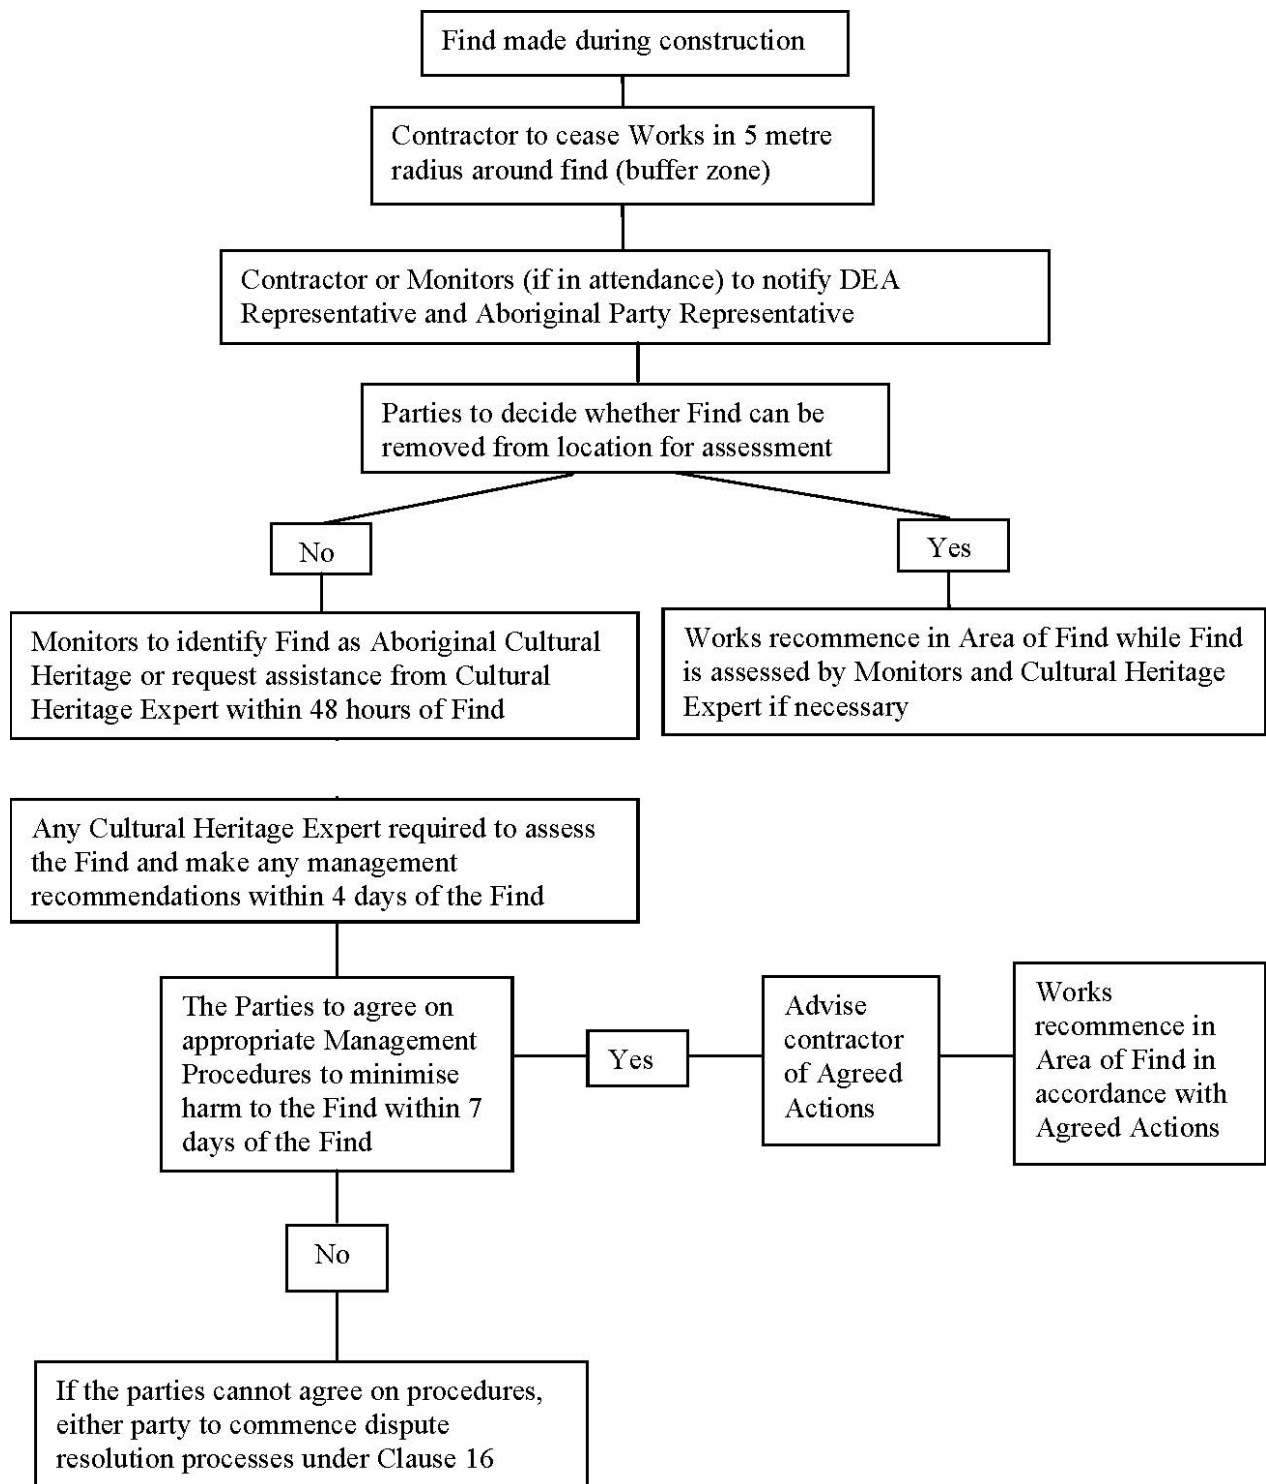 Find made during construction
Contractor to cease Works in 5 metre
radius around find (buffer zone)
Contractor or Monitors (if in attendance) to notify DEA
Representative and Aboriginal Party Representative
Parties to decide whether Find can be
removed from location for assessment
No
Yes
Monitors to identify Find as Aboriginal Cultural
Heritage or request assistance from Cultural
Heritage Expert within 48 hours of Find
Works recommence in Area of Find while Find
is assessed by Monitors and Cultural Heritage
Expert if necessary
Any Cultural Heritage Expert required to assess
the Find and make any management
recommendations within 4 days of the Find
The Parties to agree on
appropriate Management
Procedures to minimise
harm to the Find within 7
days of the Find
Yes
Advise
contractor
of Agreed
Actions
Works
recommence in
Area of Find in
accordance with
Agreed Actions
No
If the parties cannot agree on procedures,
either party to commence dispute
resolution processes under Clause 16